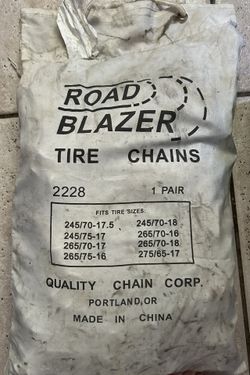 ROAD
BLAZER
TIRE CHAINS
2228 1 PAIR
FITS TIRE SIZES:
245/70-17.5 245/70-18
245/75-17 265/70-16
265/70-17 265/70-18
265/75-16 275/65-17
QUALITY CHAIN CORP.
PORTLAND, OR
MADE IN CHINA